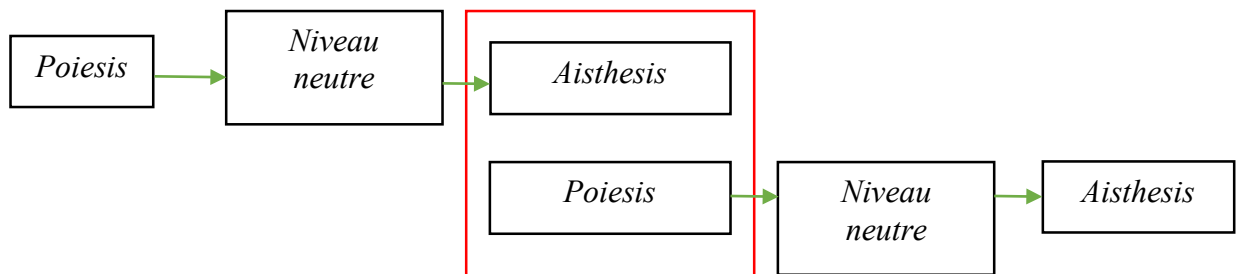 Poiesis
Niveau
neutre
Aisthesis
Poiesis
Niveau
neutre
Aisthesis